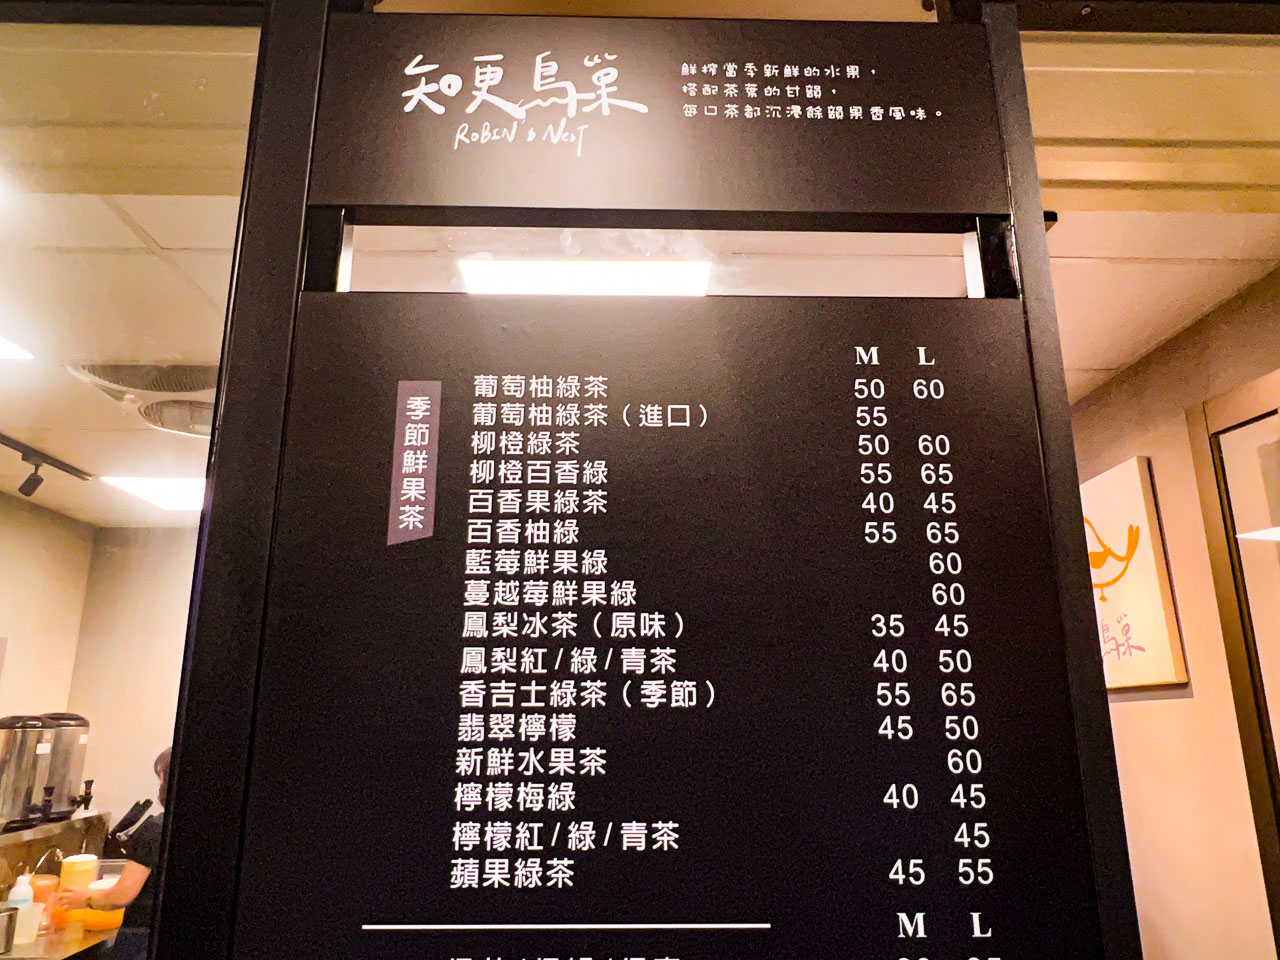 知更鳥巢
ROBIN'S NEST
鮮搾當季新鮮的水果，
搭配茶葉的甘韻，
每口茶都沉浸餘韻果香風味。
M L
季節鮮果茶
葡萄柚綠茶 50 60
葡萄柚綠茶（進口） 55
柳橙綠茶 50 60
柳橙百香綠 55 65
百香果綠茶 40 45
百香柚綠 55 65
藍莓鮮果綠 60
蔓越莓鮮果綠 60
鳳梨冰茶（原味） 35 45
鳳梨紅/綠/青茶 40 50
香吉士綠茶（季節） 55 65
翡翠檸檬 45 50
新鮮水果茶 60
檸檬梅綠 40 45
檸檬紅/綠/青茶 45
蘋果綠茶 45 55
M L
鳥巢